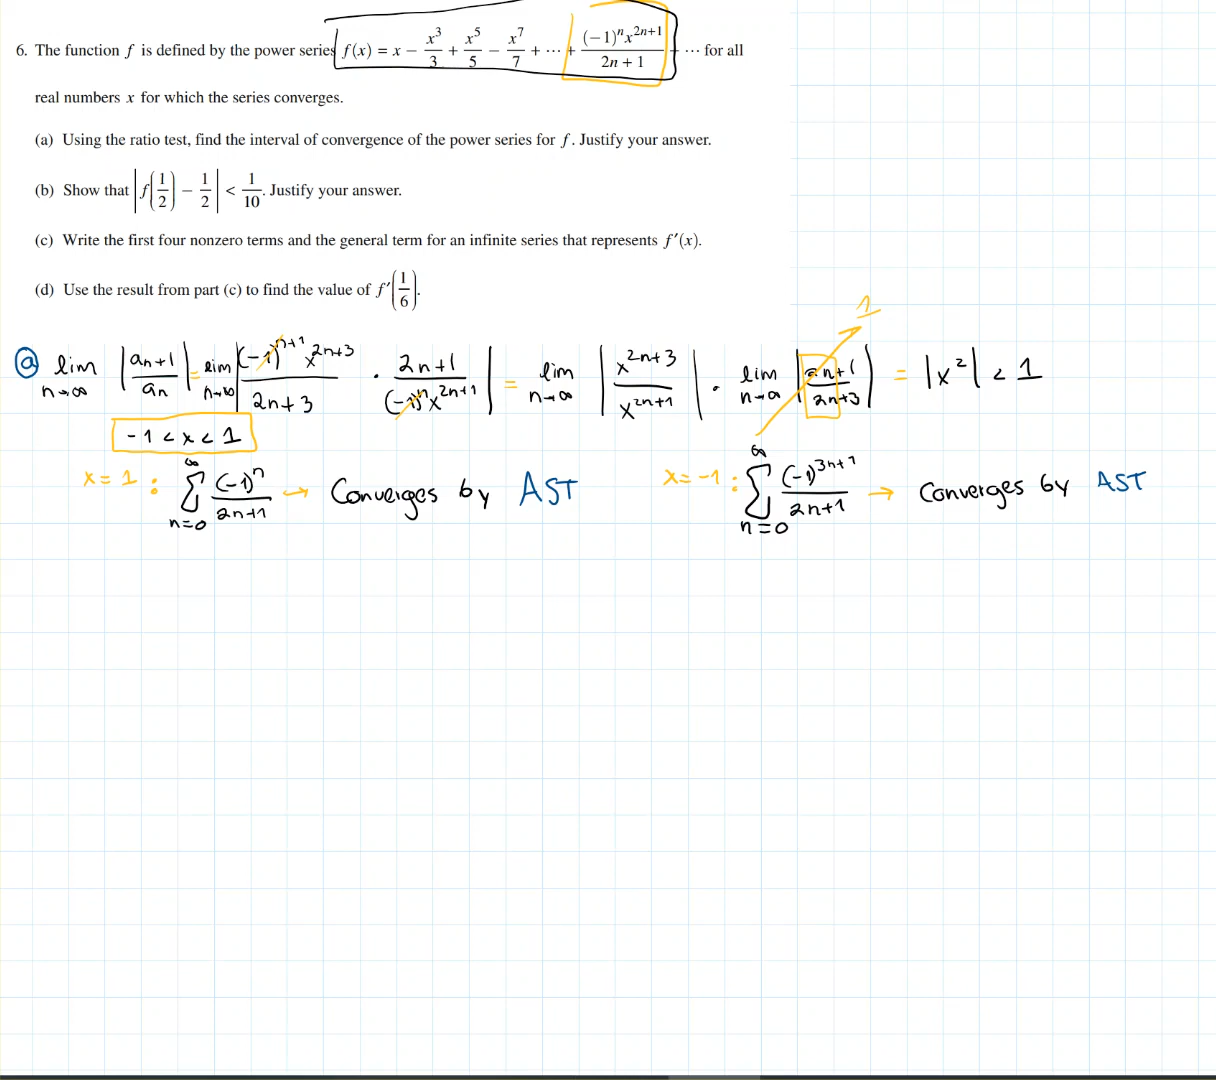 6. The function f is defined by the power series f(x) = x − x³/3 + x⁵/5 − x⁷/7 + ⋯ + (−1)ⁿx²ⁿ⁺¹/(2n + 1) + ⋯ for all
real numbers x for which the series converges.
(a) Using the ratio test, find the interval of convergence of the power series for f. Justify your answer.
(b) Show that |f(1/2) − 1/2| < 1/10. Justify your answer.
(c) Write the first four nonzero terms and the general term for an infinite series that represents f′(x).
(d) Use the result from part (c) to find the value of f′(1/6).
1
(a) lim n→∞ |aₙ₊₁/aₙ| = lim n→∞ |(−1)ⁿ⁺¹ x²ⁿ⁺³/(2n+3) · (2n+1)/((−1)ⁿx²ⁿ⁺¹)| = lim n→∞ |x²ⁿ⁺³/x²ⁿ⁺¹| · lim n→∞ |(2n+1)/(2n+3)| = |x²| < 1
−1 < x < 1
x = 1 : ∞ Σ n=0 (−1)ⁿ/(2n+1) → Converges by AST
x = −1 : ∞ Σ n=0 (−1)³ⁿ⁺¹/(2n+1) → Converges by AST